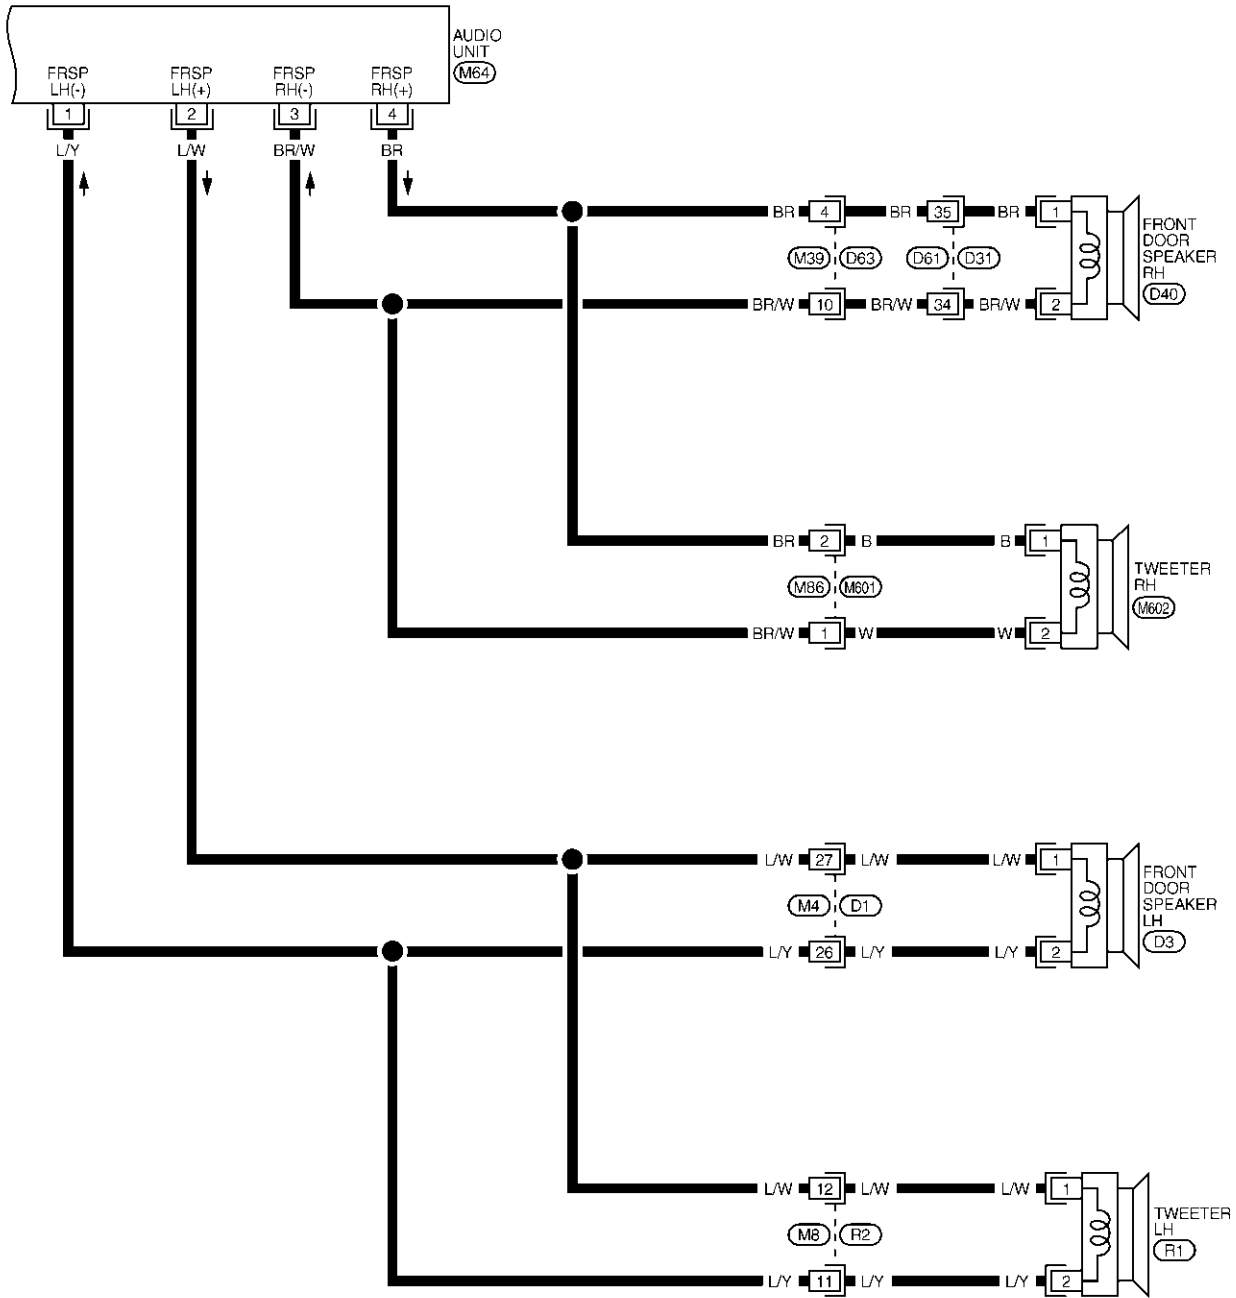 AUDIO
UNIT
M64
FRSP FRSP FRSP FRSP
LH(-) LH(+) RH(-) RH(+)
1 2 3 4
L/Y L/W BR/W BR
BR 4 BR 35 BR 1
FRONT
DOOR
SPEAKER
RH
D40
M39 D63 D61 D31
BR/W 10 BR/W 34 BR/W 2
BR 2 B B 1
TWEETER
RH
M602
M86 M601
BR/W 1 W W 2
L/W 27 L/W L/W 1
FRONT
DOOR
SPEAKER
LH
D3
M4 D1
L/Y 26 L/Y L/Y 2
L/W 12 L/W L/W 1
TWEETER
LH
R1
M8 R2
L/Y 11 L/Y L/Y 2